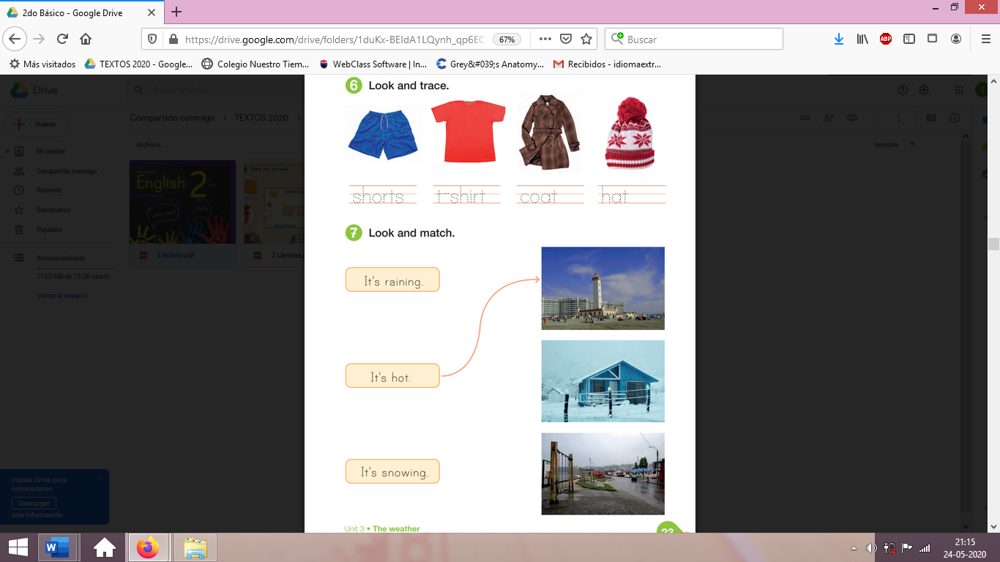 2do Básico - Google Drive
https://drive.google.com/drive/folders/1duKx-BEIdA1LQynh_qp6EC
67%
Buscar
Más visitados
TEXTOS 2020 - Google...
Colegio Nuestro Tiem...
WebClass Software | In...
Grey&#039;s Anatomy...
Recibidos - idiomaextr...
Drive
Buscar en Drive
Nuevo
Compartido conmigo
TEXTOS 2020
Archivos
Nombre
Mi unidad
Compartido conmigo
Reciente
Destacados
Papelera
Almacenamiento
715,5 MB de 15 GB usado
Comprar espacio
English 2
Time for school
2 Activity.pdf
2 Láminas.p
Instala Drive para
ordenadores
Descargar
Más información
6 Look and trace.
shorts t-shirt coat hat
7 Look and match.
It's raining.
It's hot.
It's snowing.
Unit 3 • The weather
23
21:15
24-05-2020